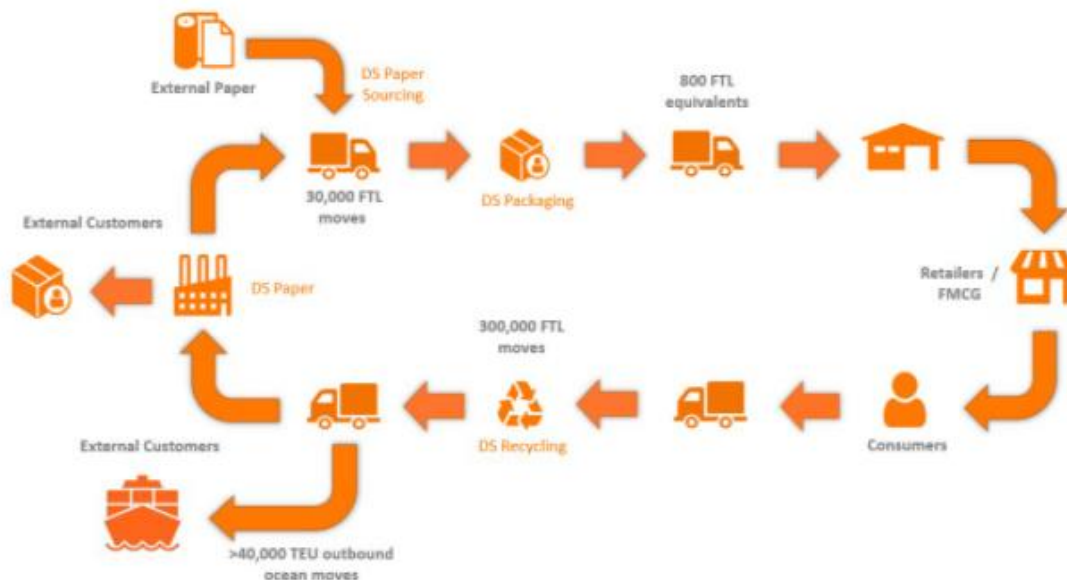 External Paper
DS Paper
Sourcing
800 FTL
equivalents
30,000 FTL
moves
DS Packaging
External Customers
DS Paper
Retailers /
FMCG
300,000 FTL
moves
External Customers
DS Recycling
Consumers
>40,000 TEU outbound
ocean moves